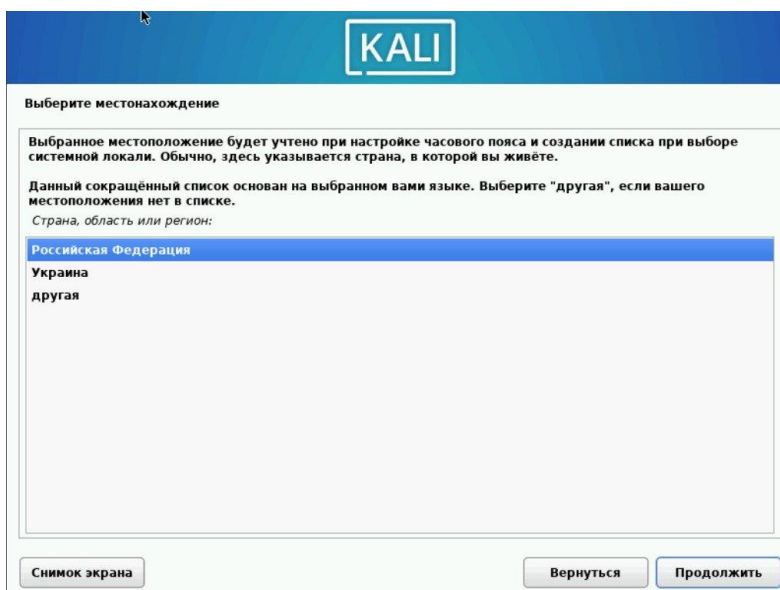 KALI
Выберите местонахождение
Выбранное местоположение будет учтено при настройке часового пояса и создании списка при выборе
системной локали. Обычно, здесь указывается страна, в которой вы живёте.
Данный сокращённый список основан на выбранном вами языке. Выберите "другая", если вашего
местоположения нет в списке.
Страна, область или регион:
Российская Федерация
Украина
другая
Снимок экрана
Вернуться
Продолжить